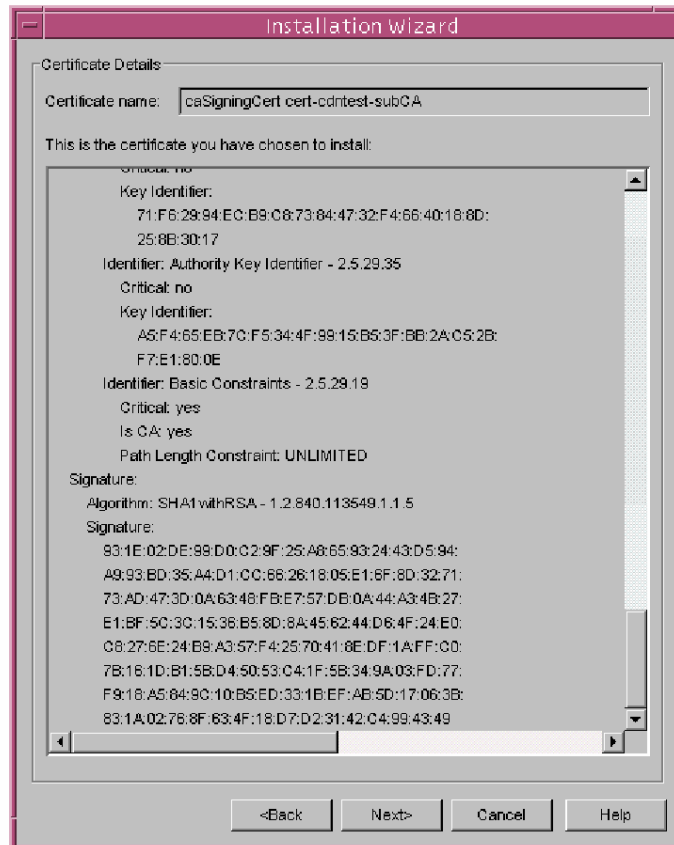 Installation Wizard
Certificate Details
Certificate name: caSigningCert cert-cdntest-subCA
This is the certificate you have chosen to install:
Critical: no
Key Identifier:
71:F6:29:94:EC:B9:C8:73:84:47:32:F4:66:40:18:8D:
25:8B:30:17
Identifier: Authority Key Identifier - 2.5.29.35
Critical: no
Key Identifier:
A5:F4:65:EB:7C:F5:34:4F:99:15:B5:3F:BB:2A:C5:2B:
F7:E1:80:0E
Identifier: Basic Constraints - 2.5.29.19
Critical: yes
Is CA: yes
Path Length Constraint: UNLIMITED
Signature:
Algorithm: SHA1withRSA - 1.2.840.113549.1.1.5
Signature:
93:1E:02:DE:99:D0:C2:9F:25:A8:65:93:24:43:D5:94:
A9:93:BD:35:A4:D1:CC:66:26:18:05:E1:6F:8D:32:71:
73:AD:47:3D:0A:63:48:FB:E7:57:DB:0A:44:A3:4B:27:
E1:BF:5C:3C:15:36:B5:8D:8A:45:62:44:D6:4F:24:E0:
C8:27:6E:24:B9:A3:57:F4:25:70:41:8E:DF:1A:FF:C0:
7B:16:1D:B1:5B:D4:50:53:C4:1F:5B:34:9A:03:FD:77:
F9:18:A5:84:9C:10:B5:ED:33:1B:EF:AB:5D:17:06:3B:
83:1A:02:76:8F:63:4F:18:D7:D2:31:42:C4:99:43:49
<Back Next> Cancel Help